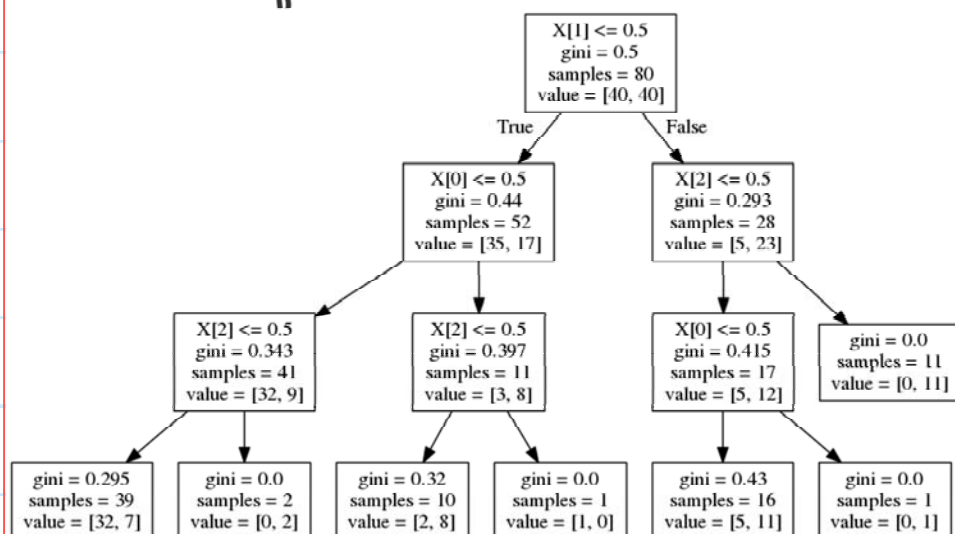 X[1] <= 0.5
gini = 0.5
samples = 80
value = [40, 40]
True
False
X[0] <= 0.5
gini = 0.44
samples = 52
value = [35, 17]
X[2] <= 0.5
gini = 0.293
samples = 28
value = [5, 23]
X[2] <= 0.5
gini = 0.343
samples = 41
value = [32, 9]
X[2] <= 0.5
gini = 0.397
samples = 11
value = [3, 8]
X[0] <= 0.5
gini = 0.415
samples = 17
value = [5, 12]
gini = 0.0
samples = 11
value = [0, 11]
gini = 0.295
samples = 39
value = [32, 7]
gini = 0.0
samples = 2
value = [0, 2]
gini = 0.32
samples = 10
value = [2, 8]
gini = 0.0
samples = 1
value = [1, 0]
gini = 0.43
samples = 16
value = [5, 11]
gini = 0.0
samples = 1
value = [0, 1]